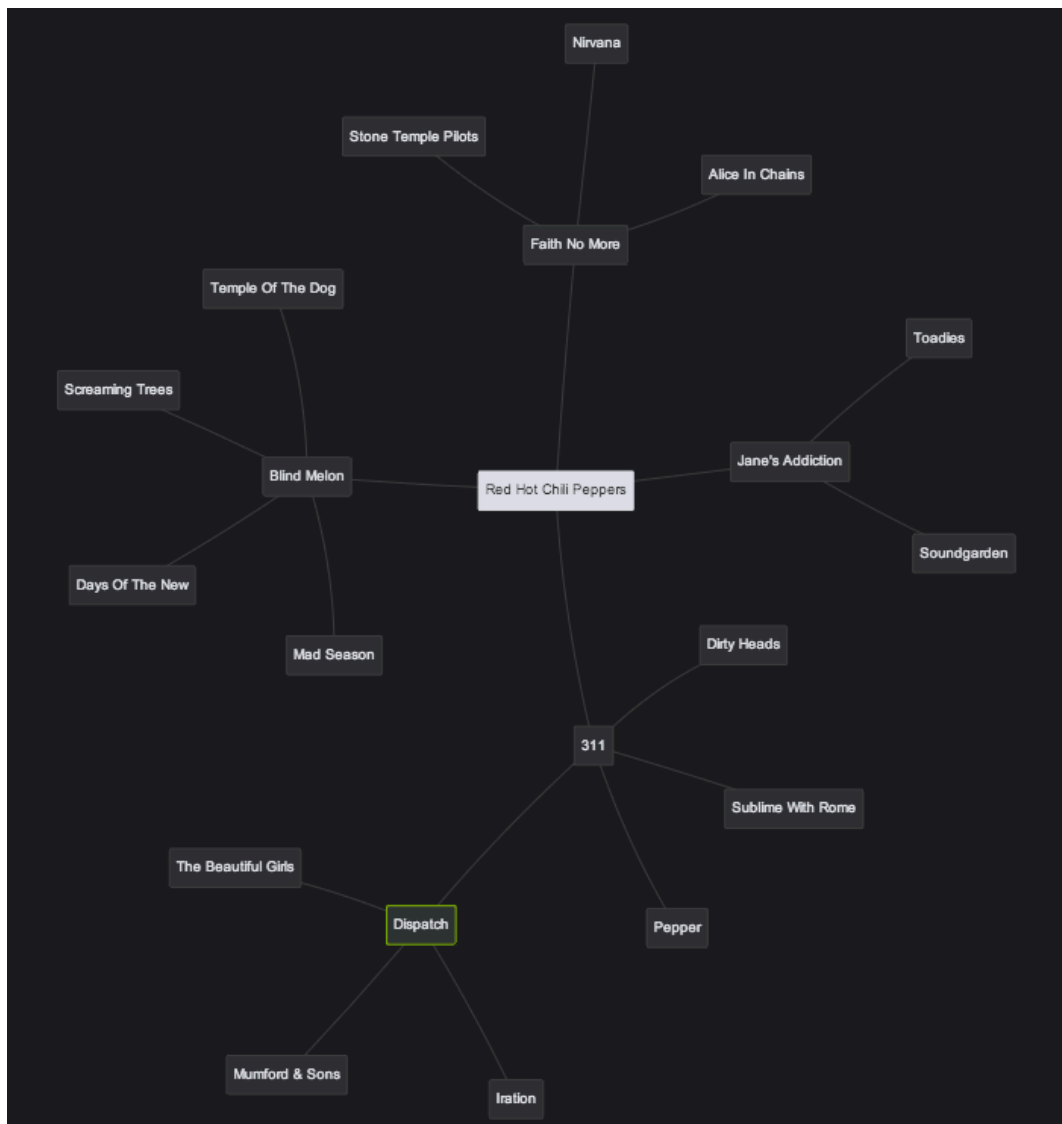 Nirvana
Stone Temple Pilots
Alice In Chains
Faith No More
Temple Of The Dog
Toadies
Screaming Trees
Jane's Addiction
Blind Melon
Red Hot Chili Peppers
Soundgarden
Days Of The New
Dirty Heads
Mad Season
311
Sublime With Rome
The Beautiful Girls
Dispatch
Pepper
Mumford & Sons
Iration